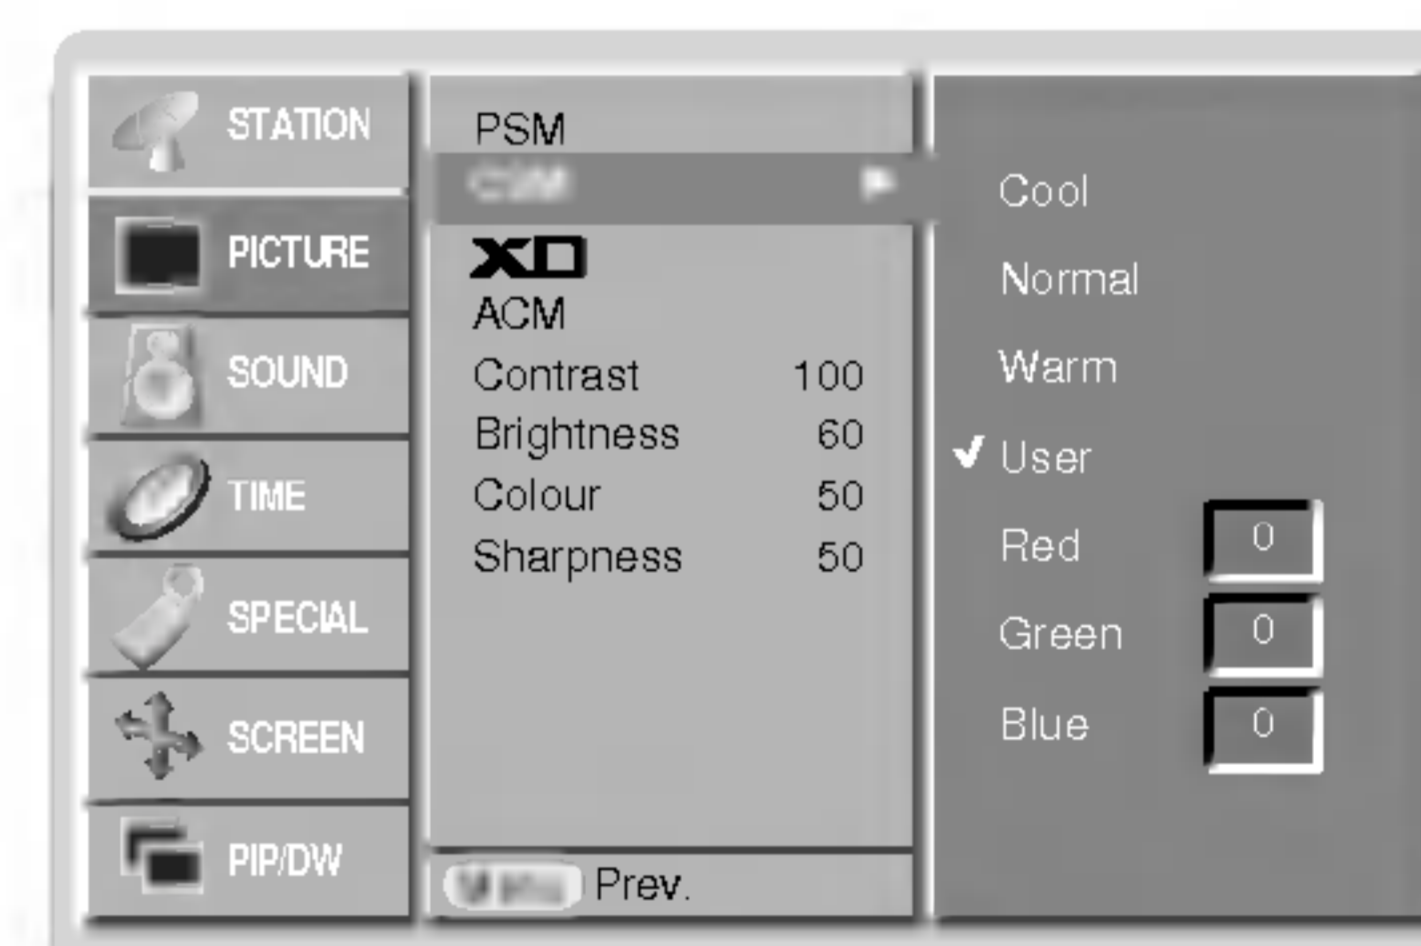 STATION
PICTURE
SOUND
TIME
SPECIAL
SCREEN
PIP/DW
PSM
XD
ACM
Contrast 100
Brightness 60
Colour 50
Sharpness 50
Prev.
Cool
Normal
Warm
✔ User
Red 0
Green 0
Blue 0